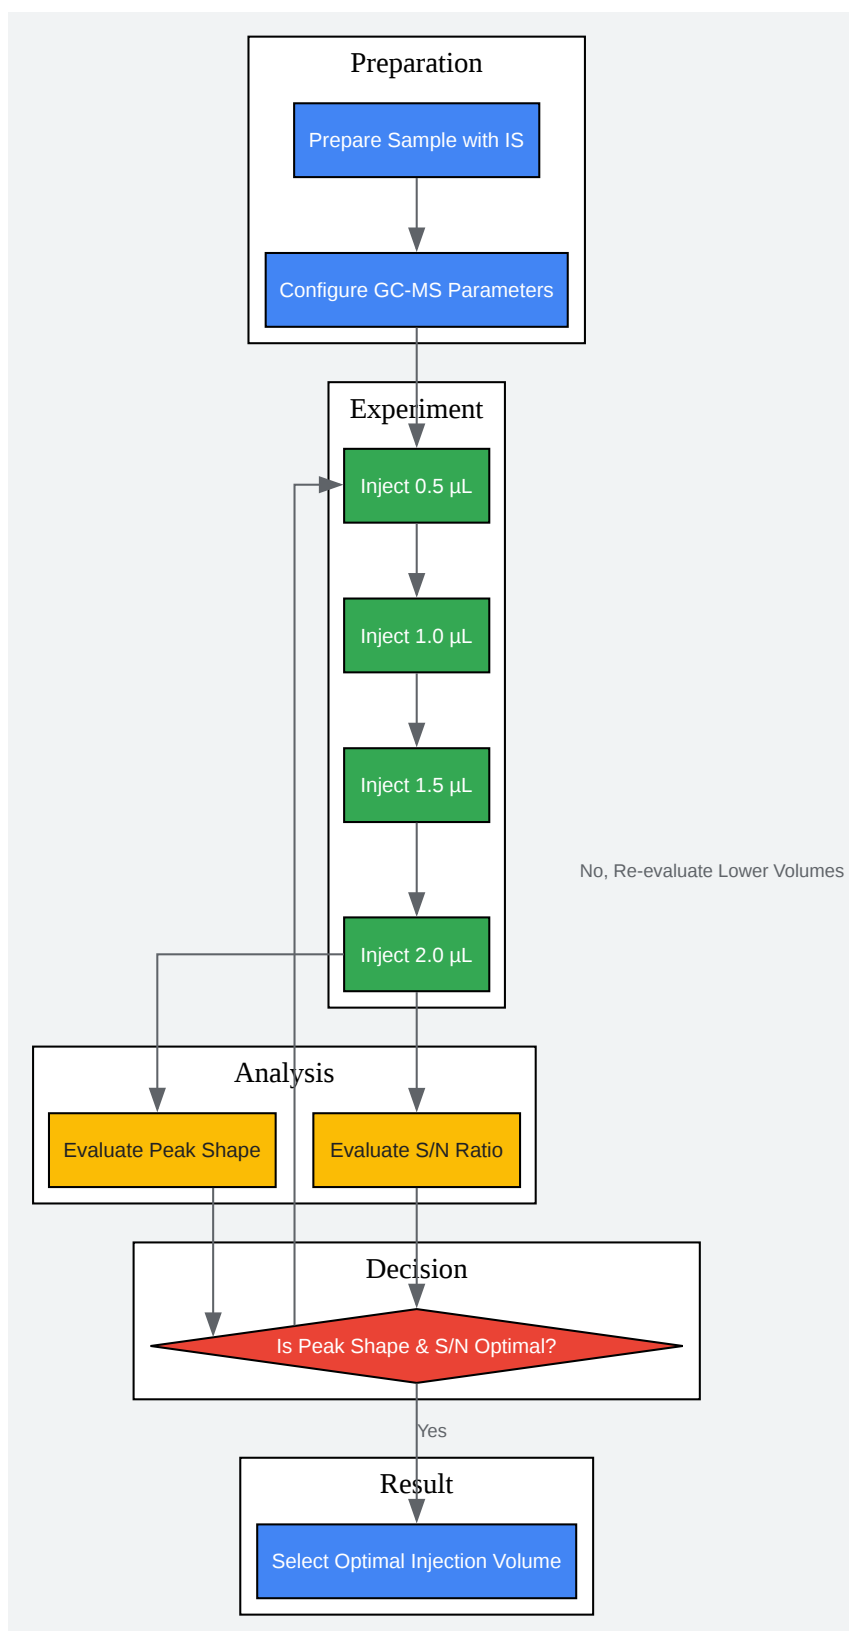 Preparation
Prepare Sample with IS
Configure GC-MS Parameters
Experiment
Inject 0.5 µL
Inject 1.0 µL
Inject 1.5 µL
No, Re-evaluate Lower Volumes
Inject 2.0 µL
Analysis
Evaluate Peak Shape
Evaluate S/N Ratio
Decision
Is Peak Shape & S/N Optimal?
Yes
Result
Select Optimal Injection Volume